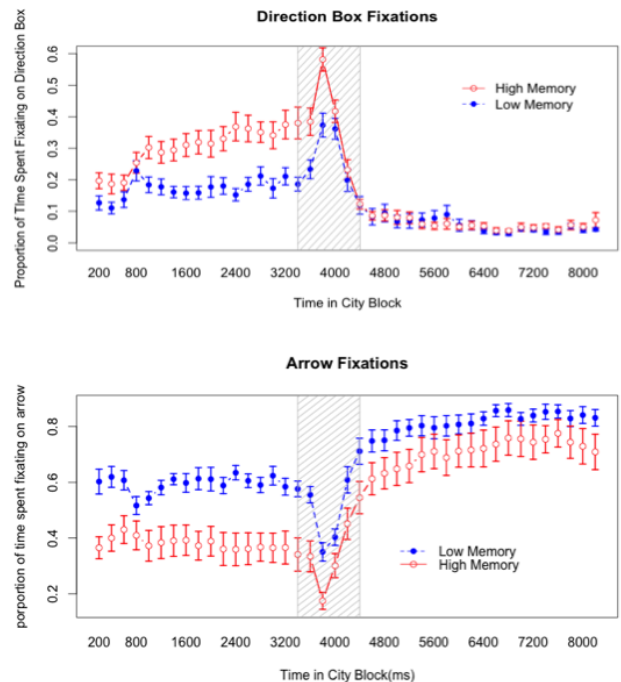 Direction Box Fixations
Proportion of TIme Spent Fixating on Direction Box
0.6
0.5
0.4
0.3
0.2
0.1
0.0
High Memory
Low Memory
200 800 1600 2400 3200 4000 4800 5600 6400 7200 8000
Time in City Block
Arrow Fixations
porportion of time spent fixating on arrow
0.8
0.6
0.4
0.2
Low Memory
High Memory
200 800 1600 2400 3200 4000 4800 5600 6400 7200 8000
Time in City Block(ms)